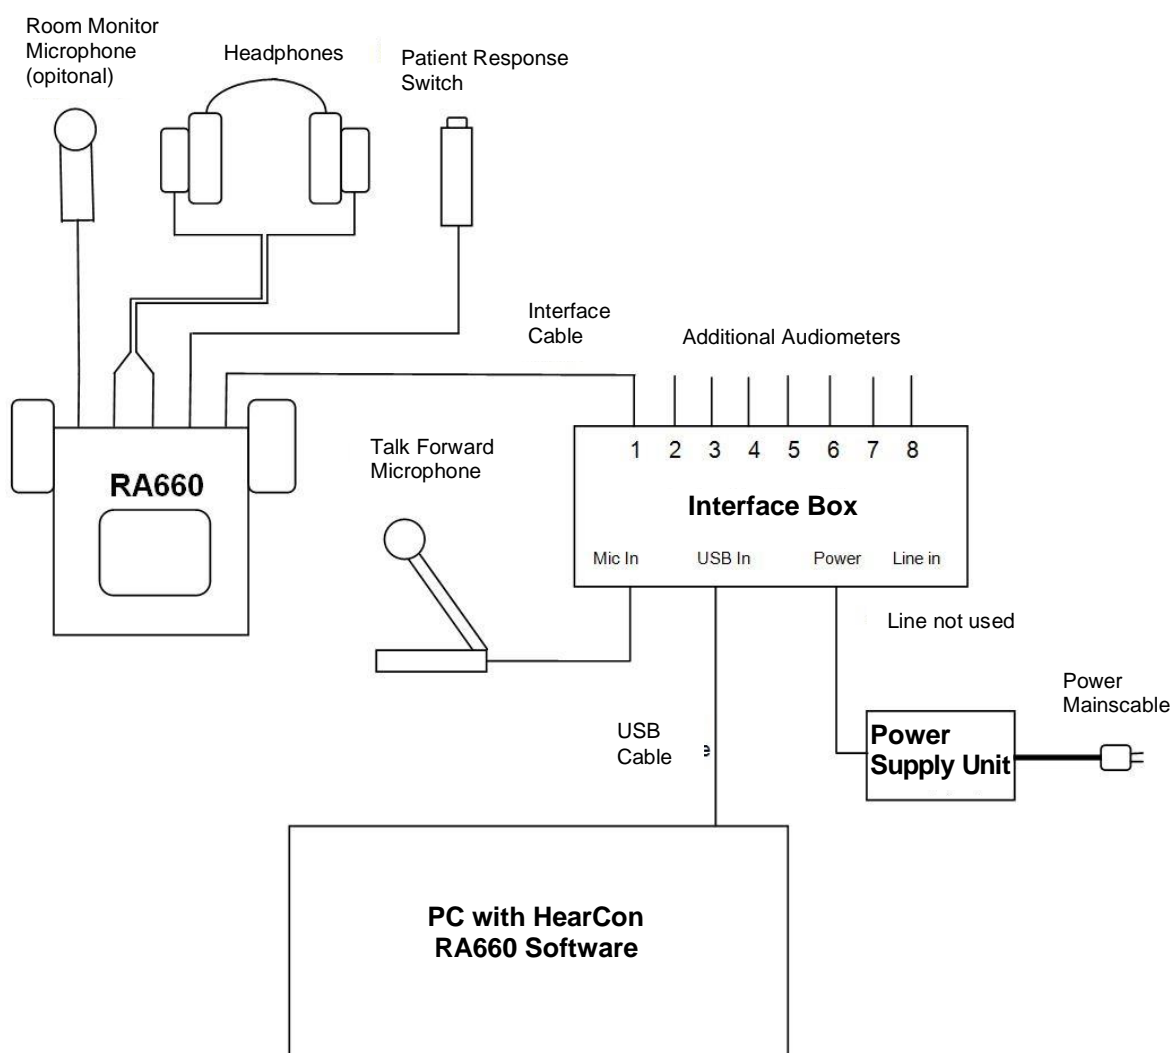 Room Monitor
Microphone
(opitonal)
Headphones
Patient Response
Switch
Interface
Cable
Additional Audiometers
1 2 3 4 5 6 7 8
Interface Box
Mic In USB In Power Line in
RA660
Talk Forward
Microphone
Line not used
Power
Mainscable
Power
Supply Unit
USB
Cable
PC with HearCon
RA660 Software